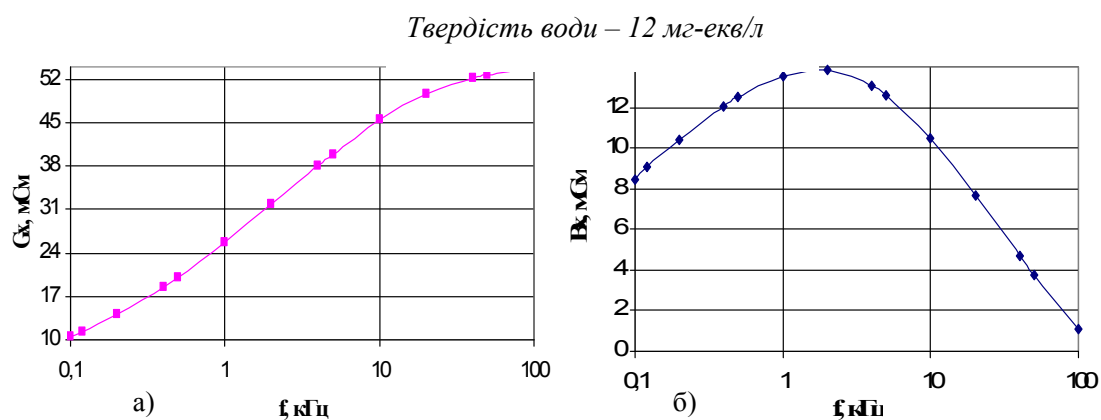 Твердість води – 12 мг-екв/л
52
45
38
31
24
17
10
0,1 1 10 100
Gx, мСм
f, кГц
а)
12
10
8
6
4
2
0
0,1 1 10 100
Bx, мСм
f, кГц
б)